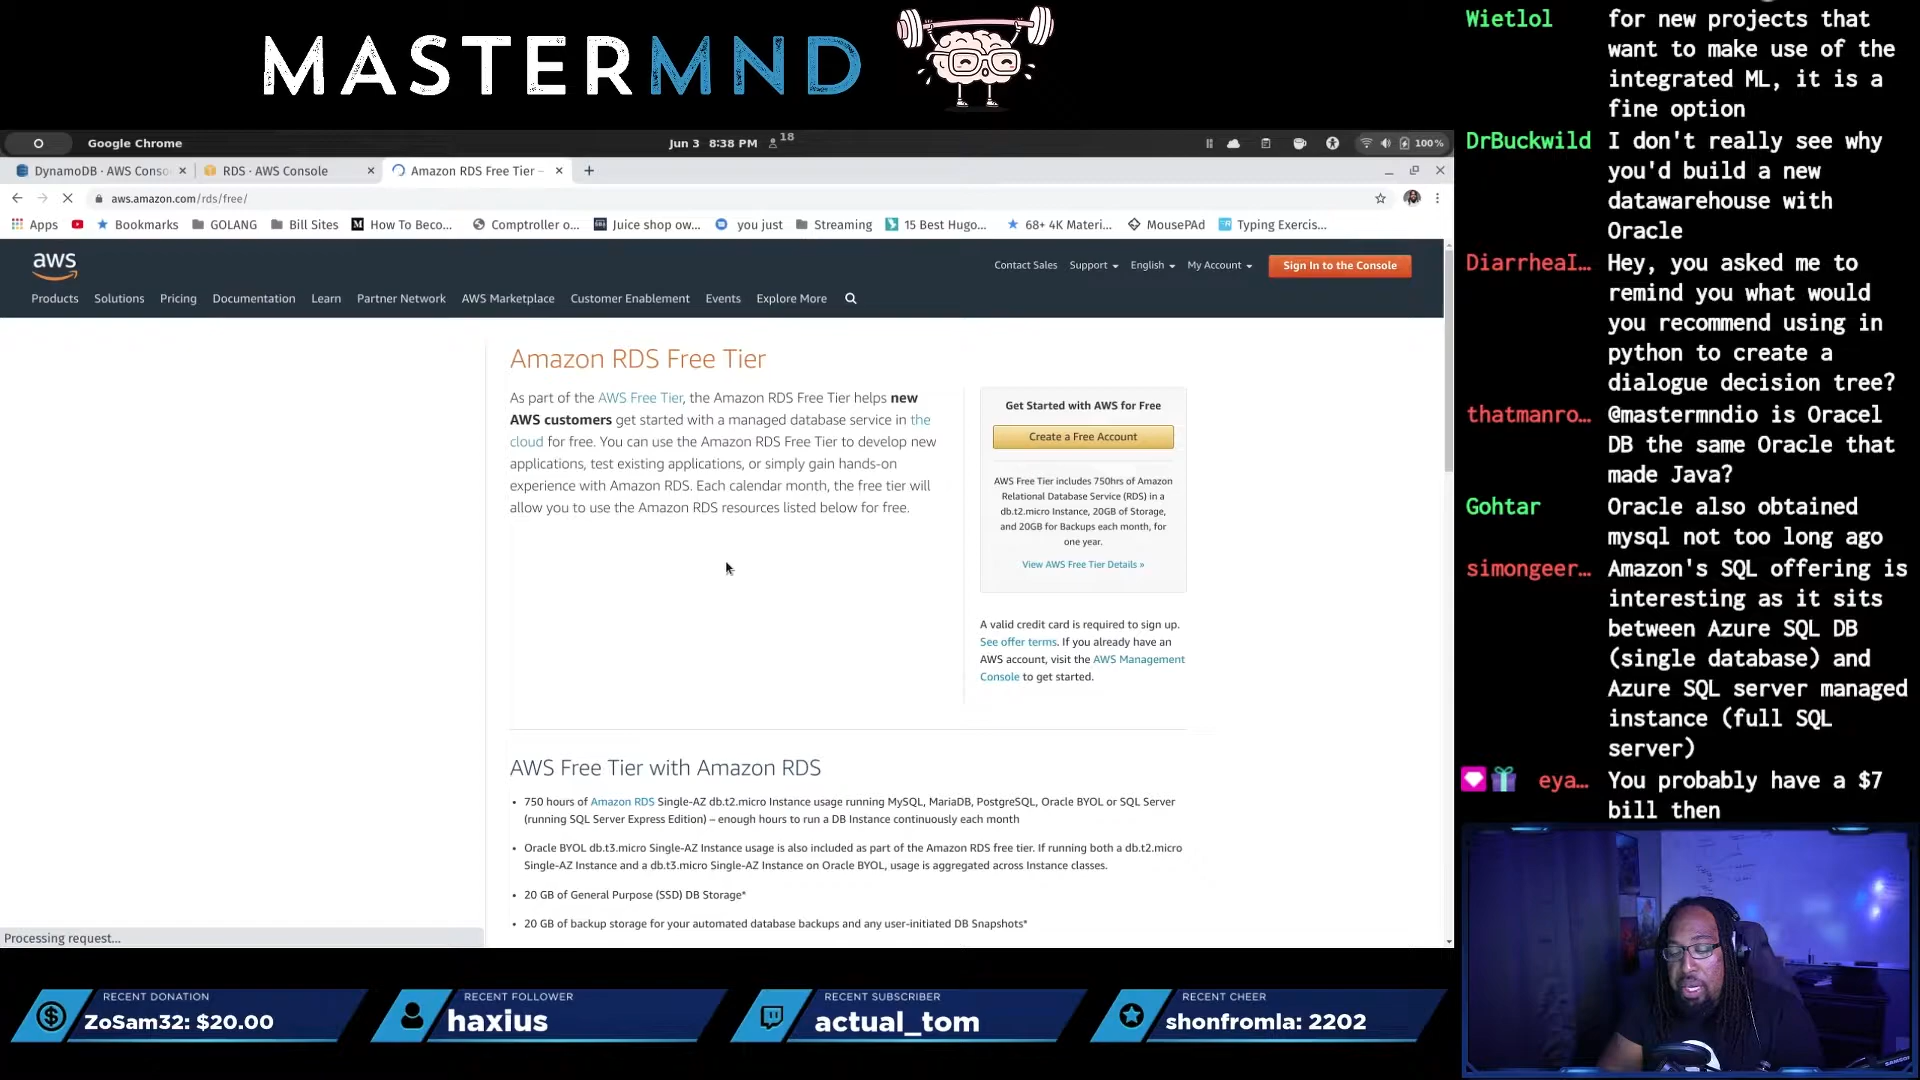 MASTERMND
Google Chrome
Jun 3 8:38 PM
18
100%
DynamoDB · AWS Conso
RDS · AWS Console
Amazon RDS Free Tier –
aws.amazon.com/rds/free/
Apps
Bookmarks
GOLANG
Bill Sites
How To Beco...
Comptroller o...
Juice shop ow...
you just
Streaming
15 Best Hugo...
68+ 4K Materi...
MousePAd
Typing Exercis...
aws
Contact Sales
Support
English
My Account
Sign In to the Console
Products
Solutions
Pricing
Documentation
Learn
Partner Network
AWS Marketplace
Customer Enablement
Events
Explore More
Amazon RDS Free Tier
As part of the AWS Free Tier, the Amazon RDS Free Tier helps new
AWS customers get started with a managed database service in the
cloud for free. You can use the Amazon RDS Free Tier to develop new
applications, test existing applications, or simply gain hands-on
experience with Amazon RDS. Each calendar month, the free tier will
allow you to use the Amazon RDS resources listed below for free.
Get Started with AWS for Free
Create a Free Account
AWS Free Tier includes 750hrs of Amazon
Relational Database Service (RDS) in a
db.t2.micro Instance, 20GB of Storage,
and 20GB for Backups each month, for
one year.
View AWS Free Tier Details »
A valid credit card is required to sign up.
See offer terms. If you already have an
AWS account, visit the AWS Management
Console to get started.
AWS Free Tier with Amazon RDS
• 750 hours of Amazon RDS Single-AZ db.t2.micro Instance usage running MySQL, MariaDB, PostgreSQL, Oracle BYOL or SQL Server
(running SQL Server Express Edition) – enough hours to run a DB Instance continuously each month
• Oracle BYOL db.t3.micro Single-AZ Instance usage is also included as part of the Amazon RDS free tier. If running both a db.t2.micro
Single-AZ Instance and a db.t3.micro Single-AZ Instance on Oracle BYOL, usage is aggregated across Instance classes.
• 20 GB of General Purpose (SSD) DB Storage*
• 20 GB of backup storage for your automated database backups and any user-initiated DB Snapshots*
Processing request...
Wietlol for new projects that
want to make use of the
integrated ML, it is a
fine option
DrBuckwild I don't really see why
you'd build a new
datawarehouse with
Oracle
DiarrheaI… Hey, you asked me to
remind you what would
you recommend using in
python to create a
dialogue decision tree?
thatmanro… @mastermndio is Oracel
DB the same Oracle that
made Java?
Gohtar Oracle also obtained
mysql not too long ago
simongeer… Amazon's SQL offering is
interesting as it sits
between Azure SQL DB
(single database) and
Azure SQL server managed
instance (full SQL
server)
eya… You probably have a $7
bill then
RECENT DONATION
ZoSam32: $20.00
RECENT FOLLOWER
haxius
RECENT SUBSCRIBER
actual_tom
RECENT CHEER
shonfromla: 2202
SAMSON